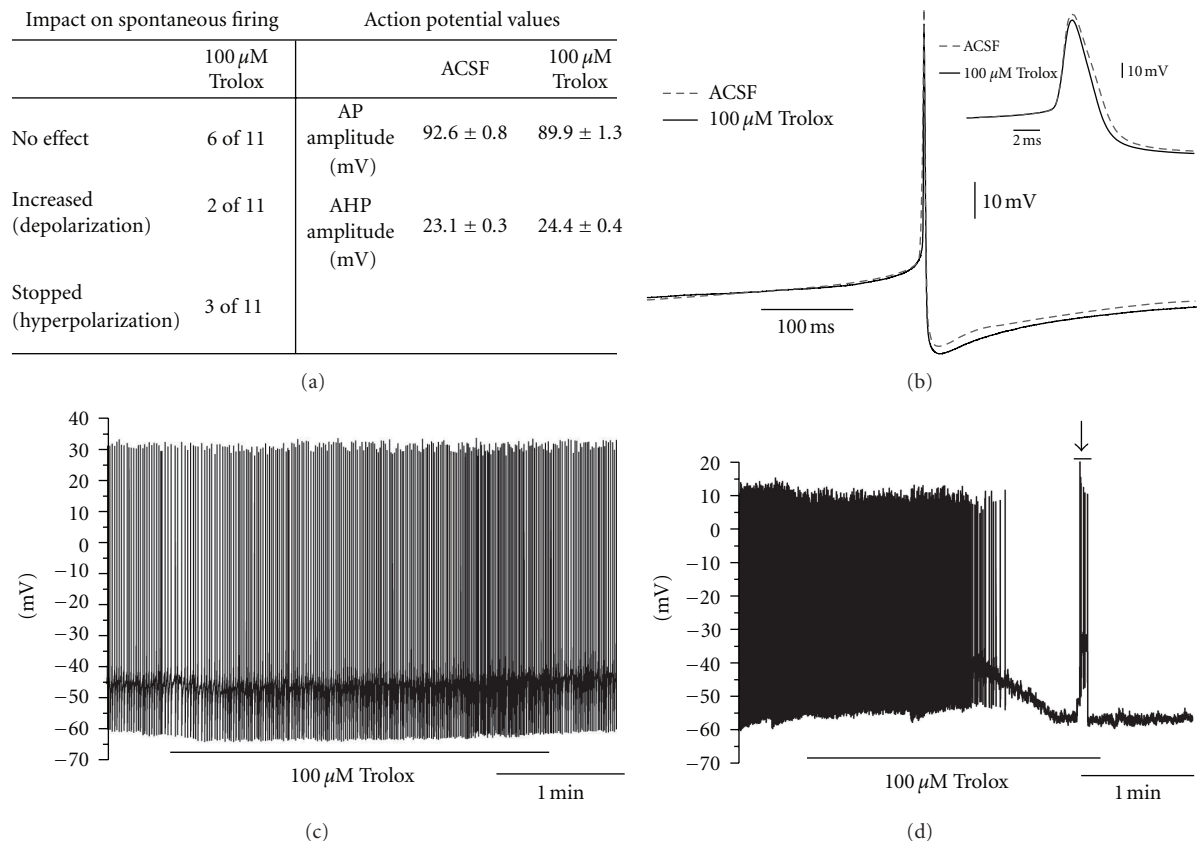 Impact on spontaneous firing
Action potential values
100 μM
Trolox
ACSF
100 μM
Trolox
No effect
6 of 11
AP
amplitude
(mV)
92.6 ± 0.8
89.9 ± 1.3
Increased
(depolarization)
2 of 11
AHP
amplitude
(mV)
23.1 ± 0.3
24.4 ± 0.4
Stopped
(hyperpolarization)
3 of 11
(a)
ACSF
100 μM Trolox
ACSF
100 μM Trolox
10 mV
2 ms
10 mV
100 ms
(b)
40
30
20
10
0
−10
−20
−30
−40
−50
−60
−70
(mV)
100 μM Trolox
1 min
(c)
20
10
0
−10
−20
−30
−40
−50
−60
−70
(mV)
100 μM Trolox
1 min
(d)